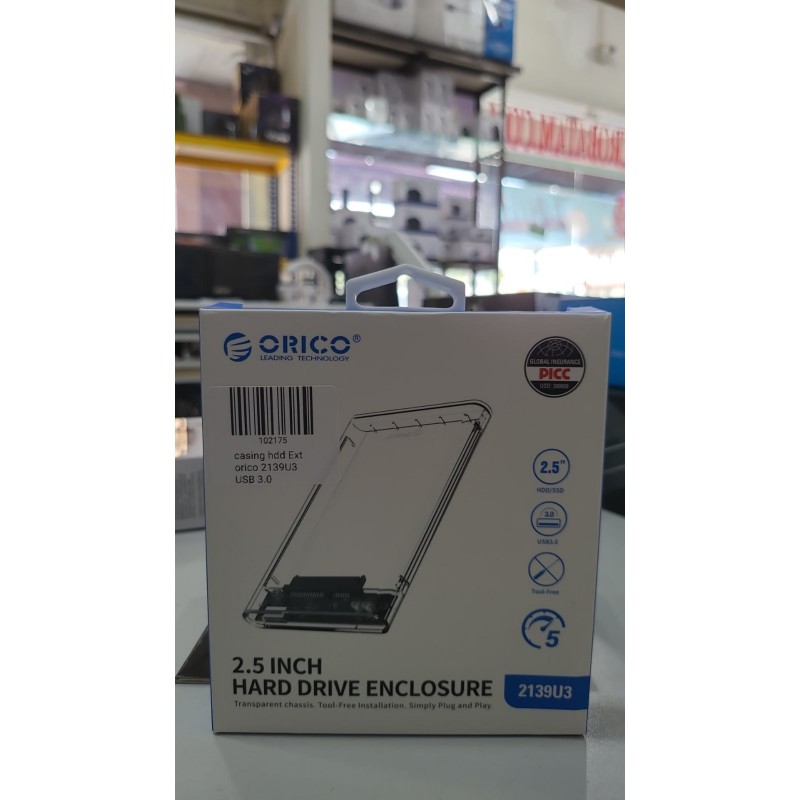 ORICO®
LEADING TECHNOLOGY
GLOBAL INSURANCE
PICC
102175
casing hdd Ext
orico 2139U3
USB 3.0
2.5"
HDD/SSD
3.0
USB3.0
Tool-Free
5
2.5 INCH
HARD DRIVE ENCLOSURE
2139U3
Transparent chassis. Tool-Free Installation. Simply Plug and Play